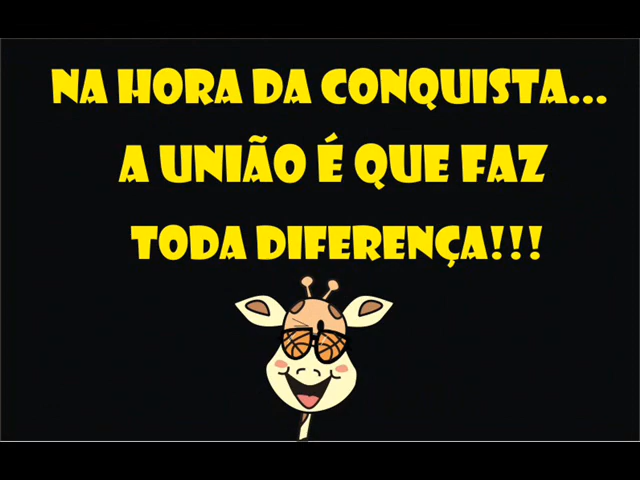 NA HORA DA CONQUISTA...
A UNIÃO É QUE FAZ
TODA DIFERENÇA!!!